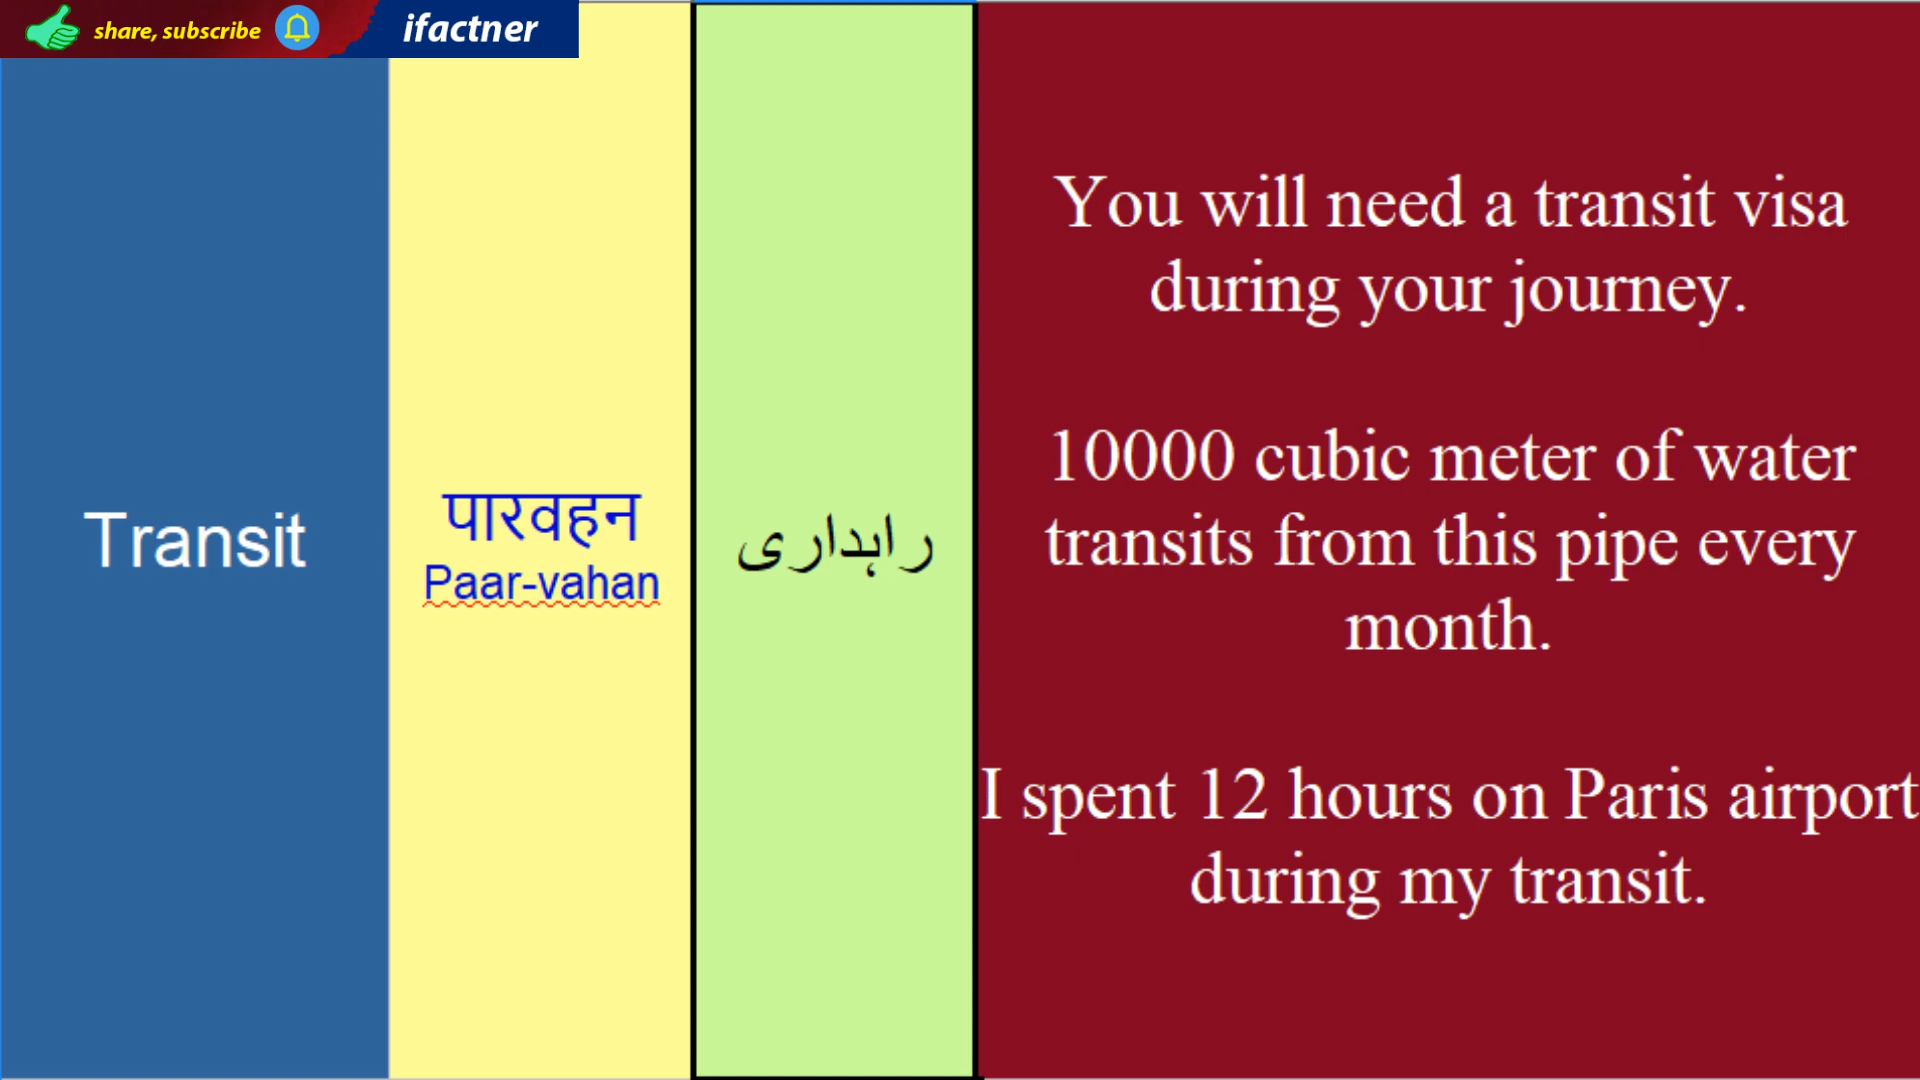 share, subscribe
ifactner
Transit
पारवहन
Paar-vahan
راہداری
You will need a transit visa
during your journey.
10000 cubic meter of water
transits from this pipe every
month.
I spent 12 hours on Paris airport
during my transit.